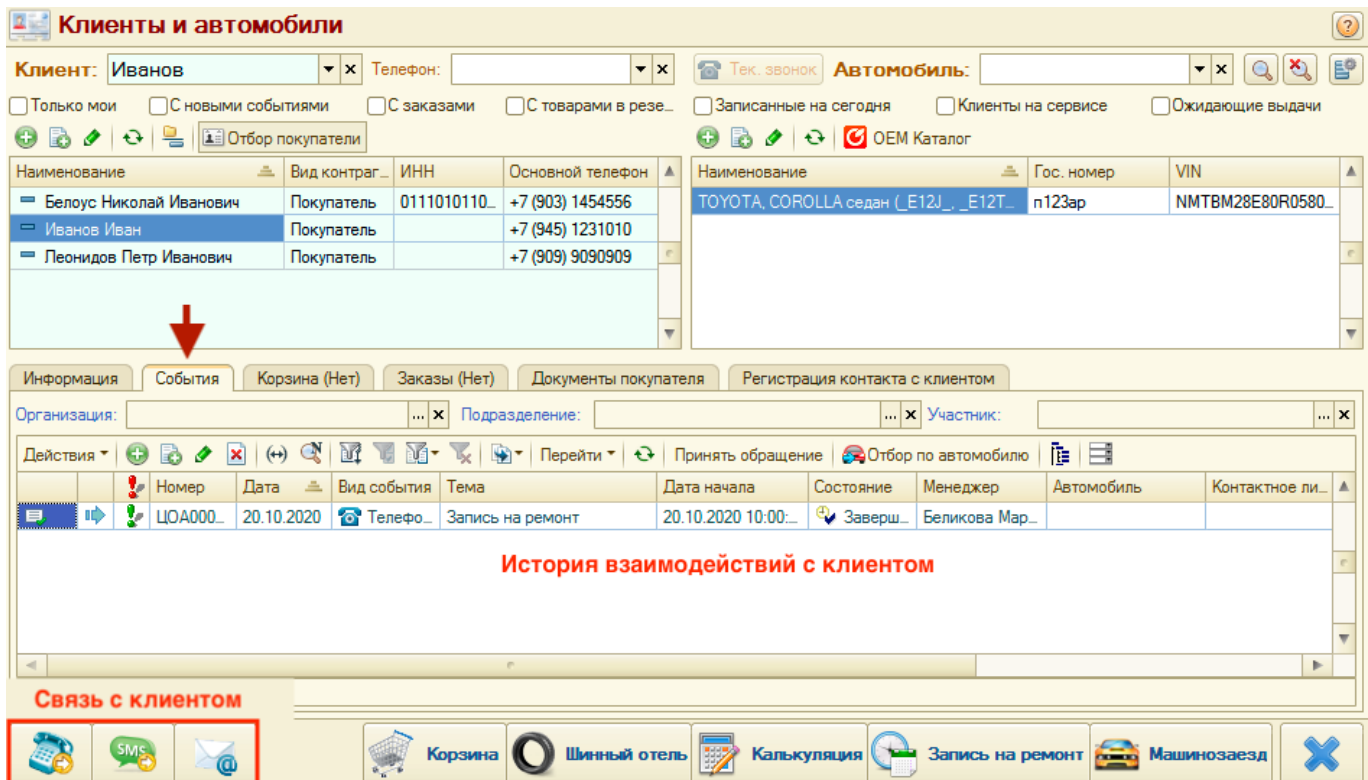 Клиенты и автомобили
Клиент: Иванов Телефон: Тек. звонок Автомобиль:
Только мои С новыми событиями С заказами С товарами в резе... Записанные на сегодня Клиенты на сервисе Ожидающие выдачи
Отбор покупатели OEM Каталог
Наименование Вид контраг... ИНН Основной телефон Наименование Гос. номер VIN
Белоус Николай Иванович Покупатель 0111010110... +7 (903) 1454556 TOYOTA, COROLLA седан (_E12J_, _E12T... п123ар NMTBM28E80R0580...
Иванов Иван Покупатель +7 (945) 1231010
Леонидов Петр Иванович Покупатель +7 (909) 9090909
Информация События Корзина (Нет) Заказы (Нет) Документы покупателя Регистрация контакта с клиентом
Организация: ... Подразделение: ... Участник: ...
Действия Перейти Принять обращение Отбор по автомобилю
Номер Дата Вид события Тема Дата начала Состояние Менеджер Автомобиль Контактное ли...
ЦОА000... 20.10.2020 Телефо... Запись на ремонт 20.10.2020 10:00:... Заверш... Беликова Мар...
История взаимодействий с клиентом
Связь с клиентом
SMS @ Корзина Шинный отель Калькуляция Запись на ремонт Машинозаезд